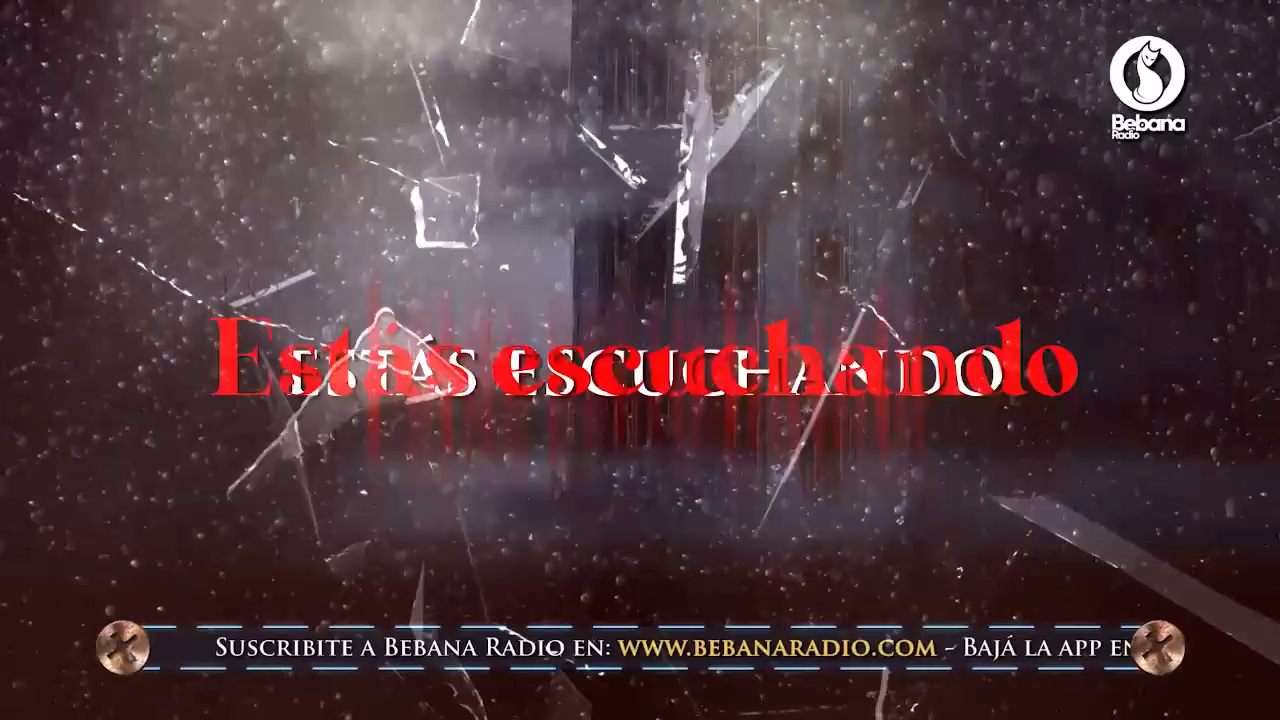 Bebana
Radio
Estás escuchando
ESTÁS ESCUCHANDO
Suscribite a Bebana Radio en: www.bebanaradio.com - Bajá la app en